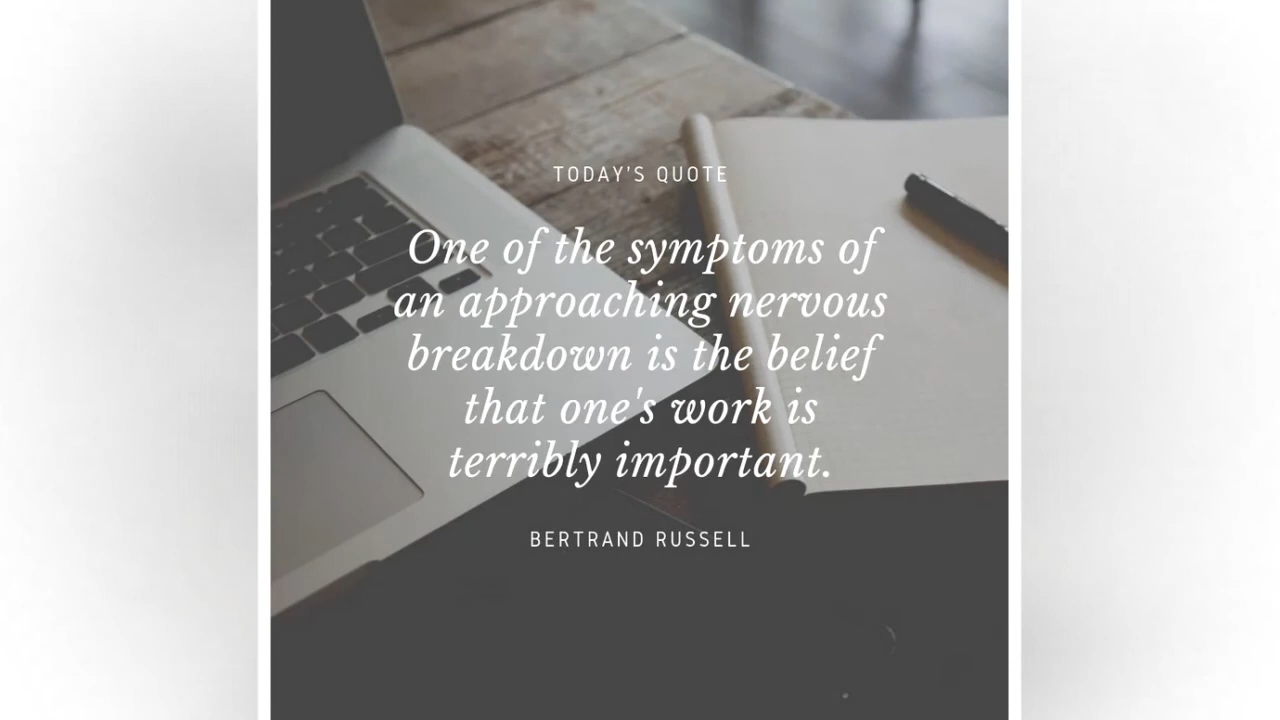 TODAY'S QUOTE
One of the symptoms of
an approaching nervous
breakdown is the belief
that one's work is
terribly important.
BERTRAND RUSSELL